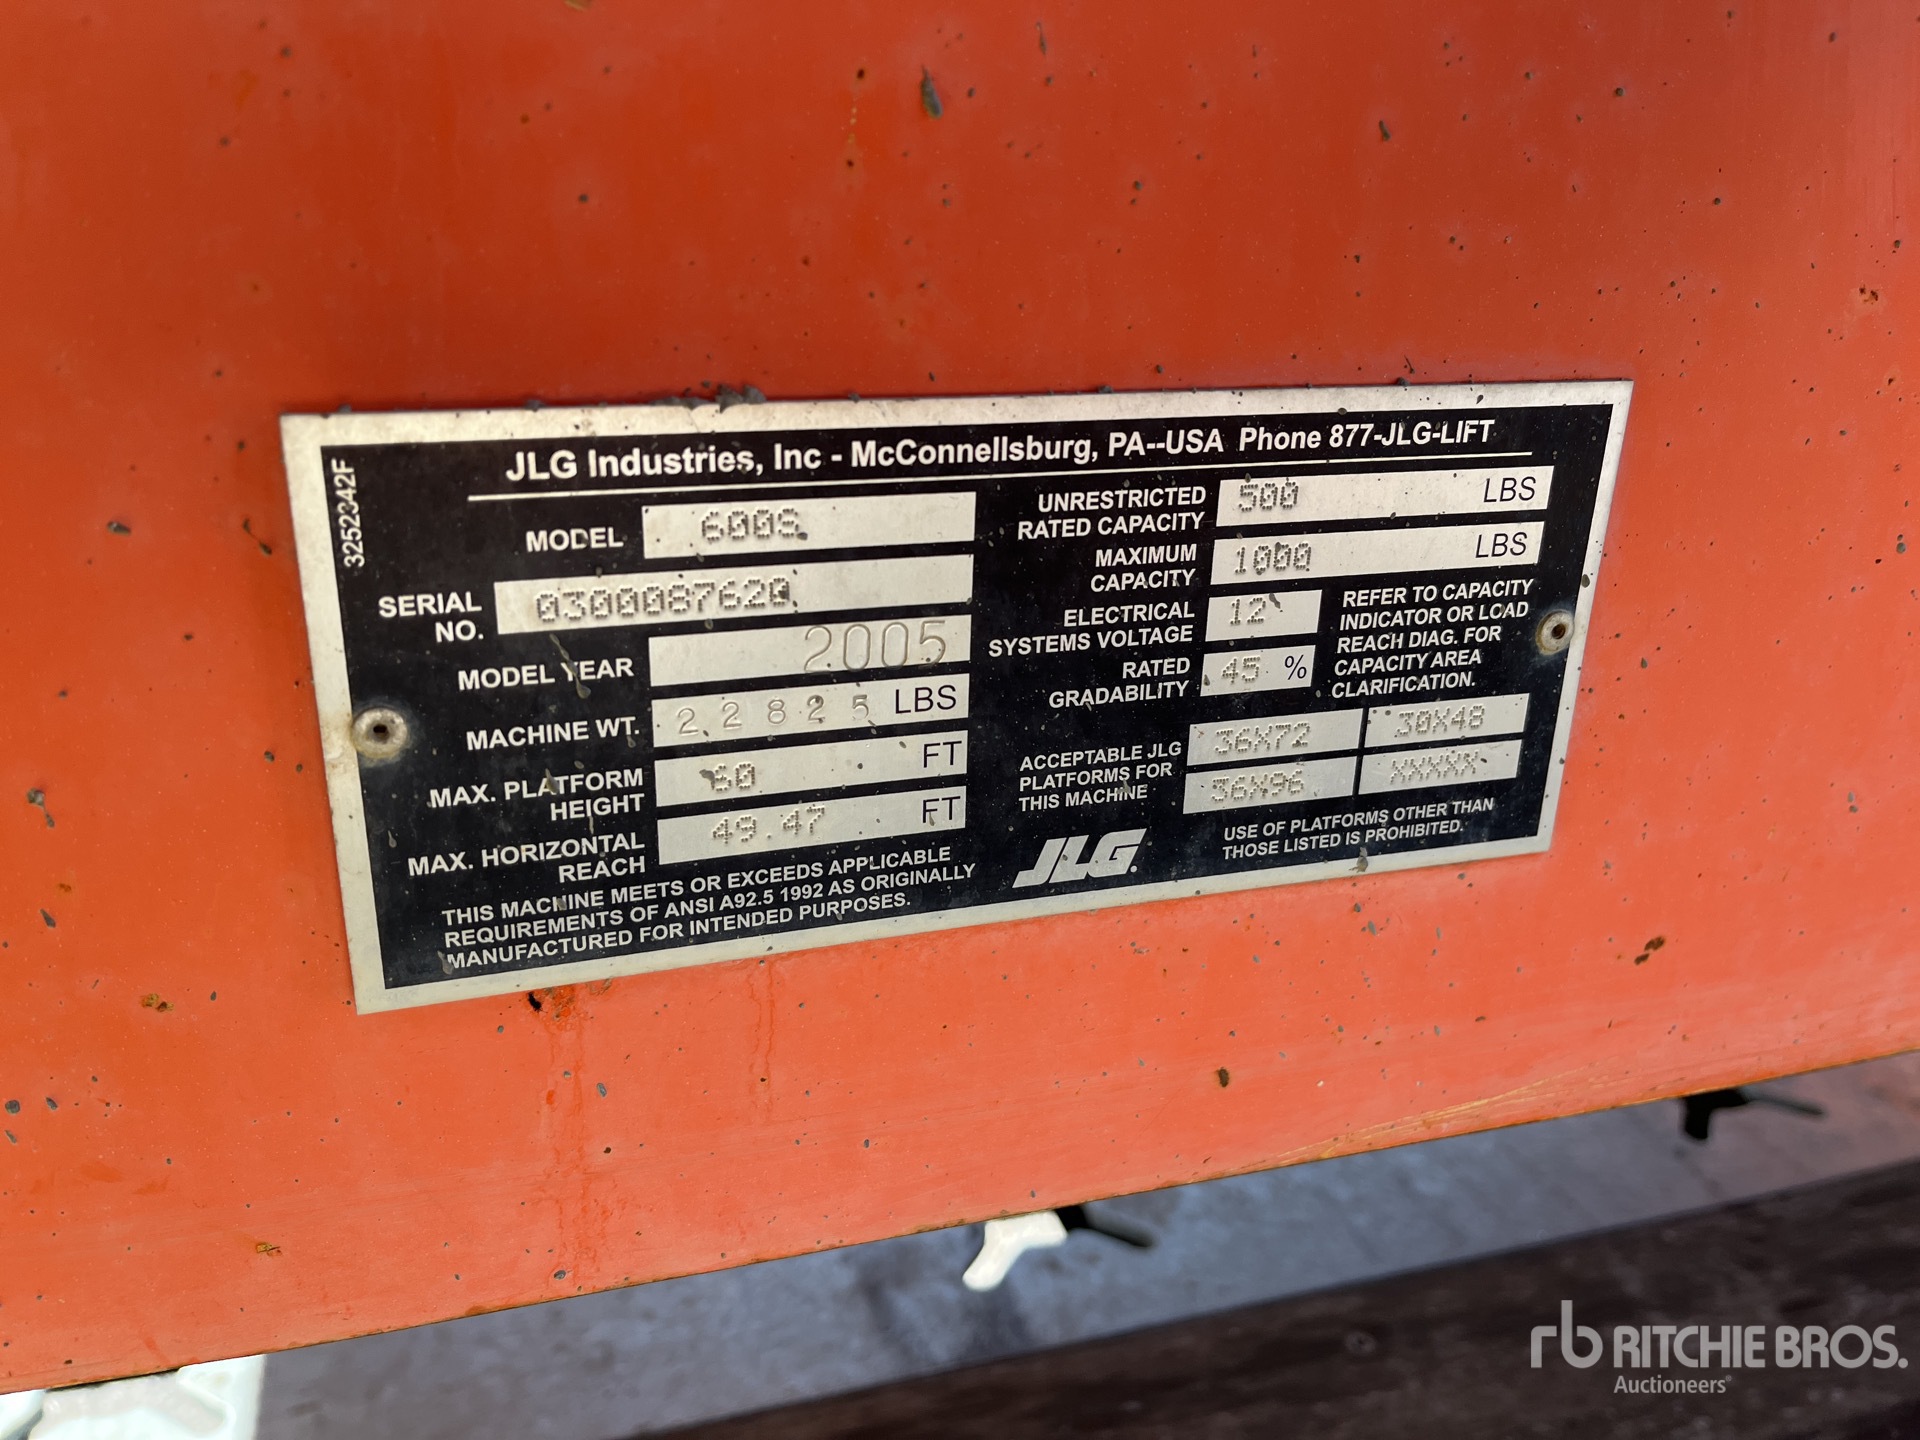 3252342F
JLG Industries, Inc - McConnellsburg, PA--USA Phone 877-JLG-LIFT
MODEL 600S
SERIAL NO. 0300087620
MODEL YEAR 2005
MACHINE WT. 22825 LBS
MAX. PLATFORM HEIGHT 60 FT
MAX. HORIZONTAL REACH 49.47 FT
THIS MACHINE MEETS OR EXCEEDS APPLICABLE
REQUIREMENTS OF ANSI A92.5 1992 AS ORIGINALLY
MANUFACTURED FOR INTENDED PURPOSES.
UNRESTRICTED RATED CAPACITY 500 LBS
MAXIMUM CAPACITY 1000 LBS
ELECTRICAL SYSTEMS VOLTAGE 12
RATED GRADABILITY 45 %
REFER TO CAPACITY
INDICATOR OR LOAD
REACH DIAG. FOR
CAPACITY AREA
CLARIFICATION.
ACCEPTABLE JLG
PLATFORMS FOR
THIS MACHINE
36X72 30X48
36X96 XXXXX
JLG.
USE OF PLATFORMS OTHER THAN
THOSE LISTED IS PROHIBITED.
rb RITCHIE BROS.
Auctioneers